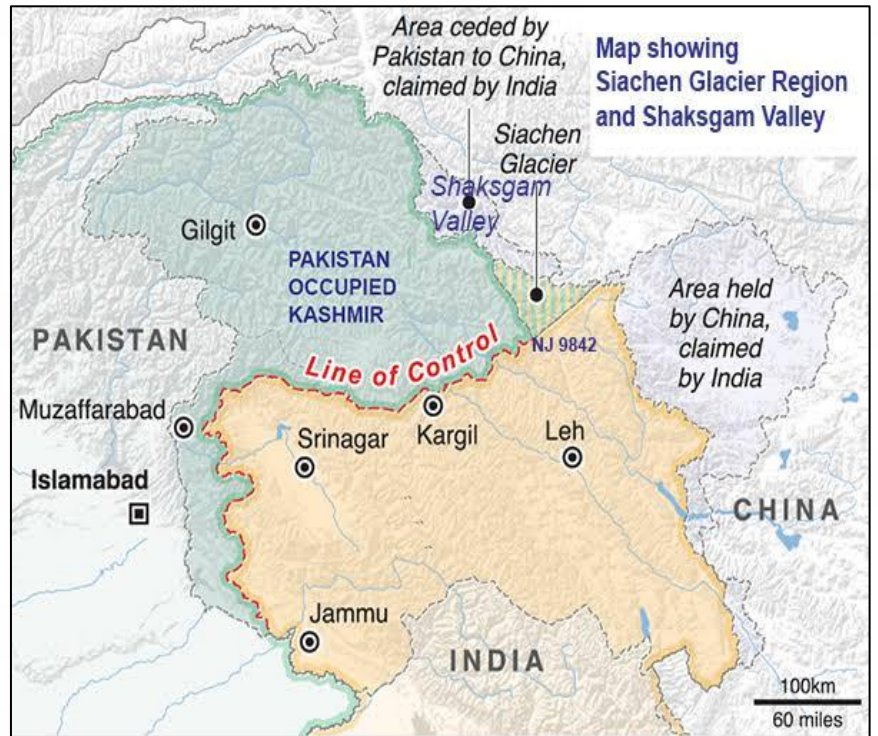 Area ceded by
Pakistan to China,
claimed by India
Map showing
Siachen Glacier Region
and Shaksgam Valley
Siachen
Glacier
Shaksgam
Valley
Gilgit
PAKISTAN
OCCUPIED
KASHMIR
Area held
by China,
claimed
by India
PAKISTAN
Line of Control
NJ 9842
Muzaffarabad
Srinagar
Kargil
Leh
Islamabad
CHINA
Jammu
INDIA
100km
60 miles